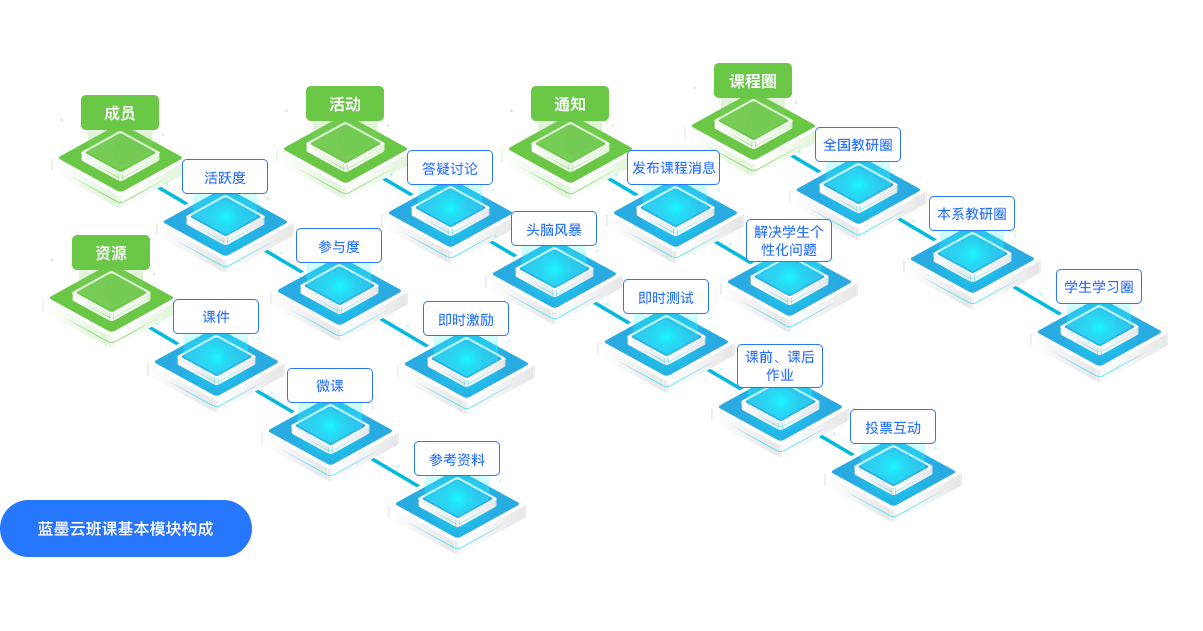 成员
活跃度
参与度
即时激励
资源
课件
微课
参考资料
活动
答疑讨论
头脑风暴
即时测试
课前、课后
作业
投票互动
通知
发布课程消息
解决学生个
性化问题
课程圈
全国教研圈
本系教研圈
学生学习圈
蓝墨云班课基本模块构成